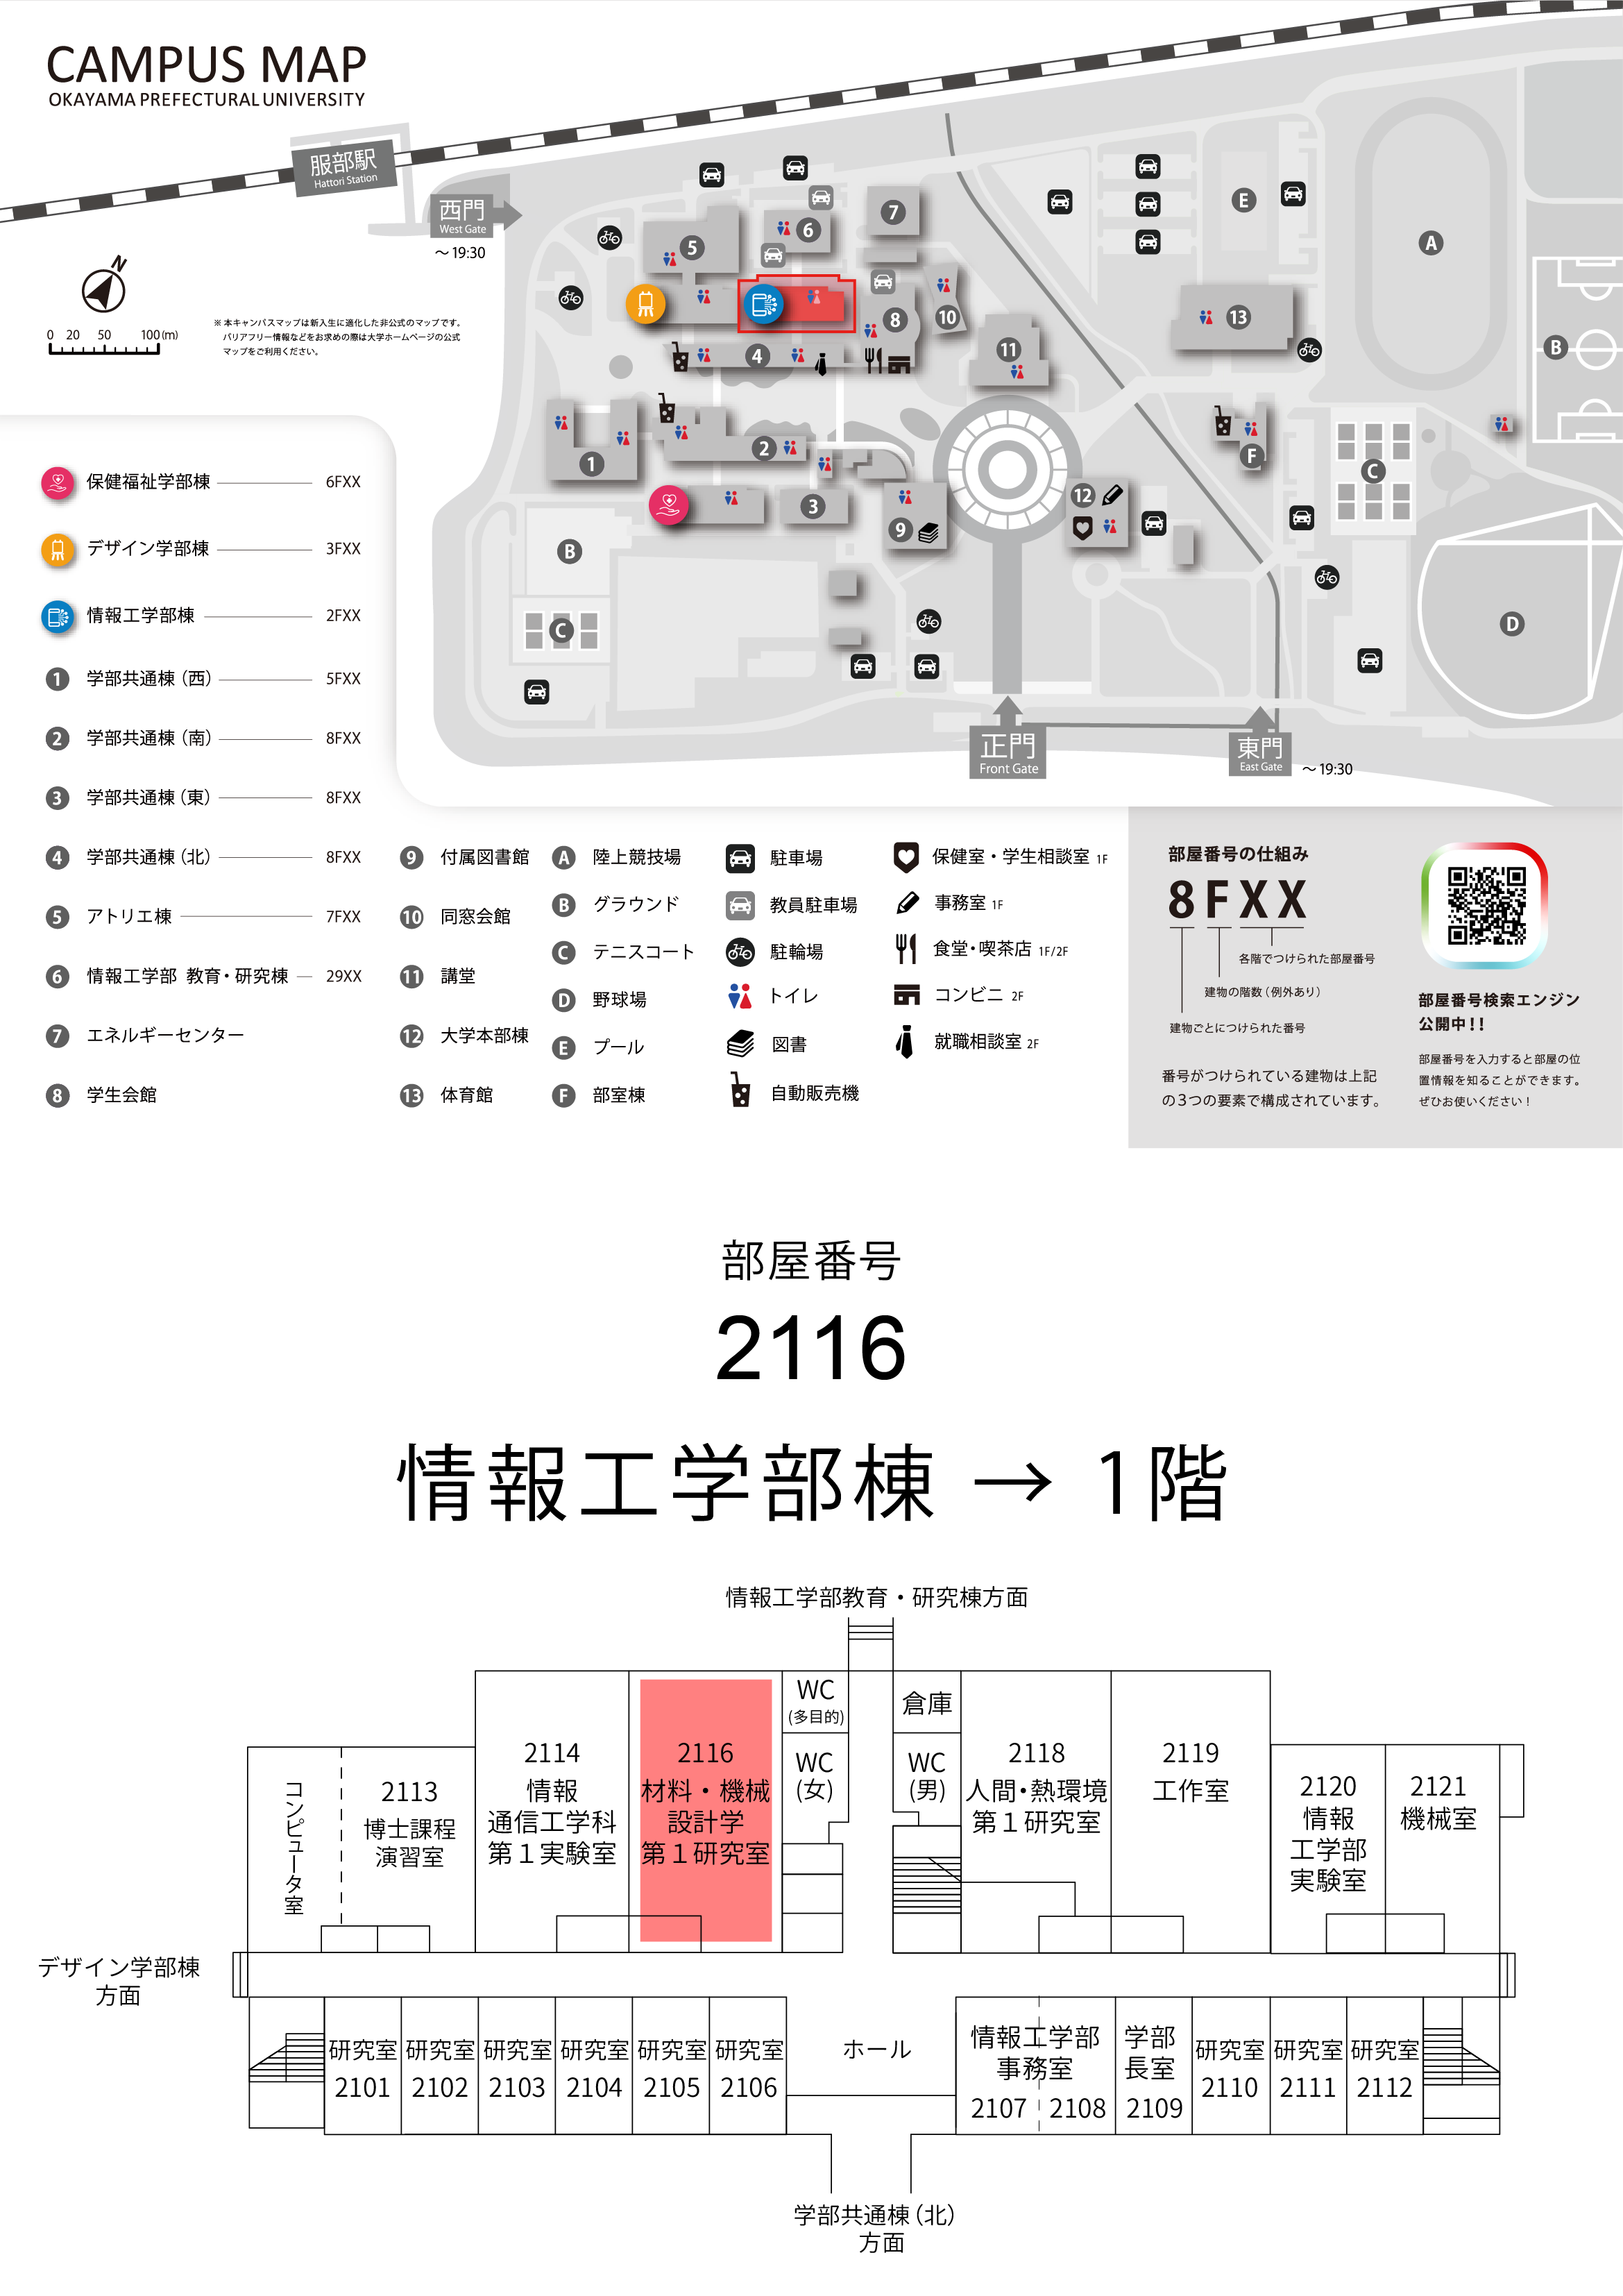 CAMPUS MAP
OKAYAMA PREFECTURAL UNIVERSITY
服部駅
Hattori Station
西門
West Gate
～19:30
N
0 20 50 100(m)
※ 本キャンパスマップは新入生に適化した非公式のマップです。
バリアフリー情報などをお求めの際は大学ホームページの公式
マップをご利用ください。
7
6
5
E
A
8
10
13
4
11
B
2
1
F
C
3
12
9
B
C
D
正門
Front Gate
東門
East Gate
～19:30
保健福祉学部棟 6FXX
デザイン学部棟 3FXX
情報工学部棟 2FXX
1 学部共通棟（西） 5FXX
2 学部共通棟（南） 8FXX
3 学部共通棟（東） 8FXX
4 学部共通棟（北） 8FXX
5 アトリエ棟 7FXX
6 情報工学部 教育・研究棟 29XX
7 エネルギーセンター
8 学生会館
9 付属図書館
10 同窓会館
11 講堂
12 大学本部棟
13 体育館
A 陸上競技場
B グラウンド
C テニスコート
D 野球場
E プール
F 部室棟
駐車場
教員駐車場
駐輪場
トイレ
図書
自動販売機
保健室・学生相談室 1F
事務室 1F
食堂・喫茶店 1F/2F
コンビニ 2F
就職相談室 2F
部屋番号の仕組み
8FXX
各階でつけられた部屋番号
建物の階数（例外あり）
建物ごとにつけられた番号
番号がつけられている建物は上記
の3つの要素で構成されています。
部屋番号検索エンジン
公開中！！
部屋番号を入力すると部屋の位
置情報を知ることができます。
ぜひお使いください！
部屋番号
2116
情報工学部棟 → 1階
情報工学部教育・研究棟方面
コンピュータ室
2113
博士課程
演習室
2114
情報
通信工学科
第１実験室
2116
材料・機械
設計学
第１研究室
WC
(多目的)
WC
(女)
倉庫
WC
(男)
2118
人間・熱環境
第１研究室
2119
工作室
2120
情報
工学部
実験室
2121
機械室
デザイン学部棟
方面
研究室
2101
研究室
2102
研究室
2103
研究室
2104
研究室
2105
研究室
2106
ホール
情報工学部
事務室
2107 2108
学部
長室
2109
研究室
2110
研究室
2111
研究室
2112
学部共通棟（北）
方面